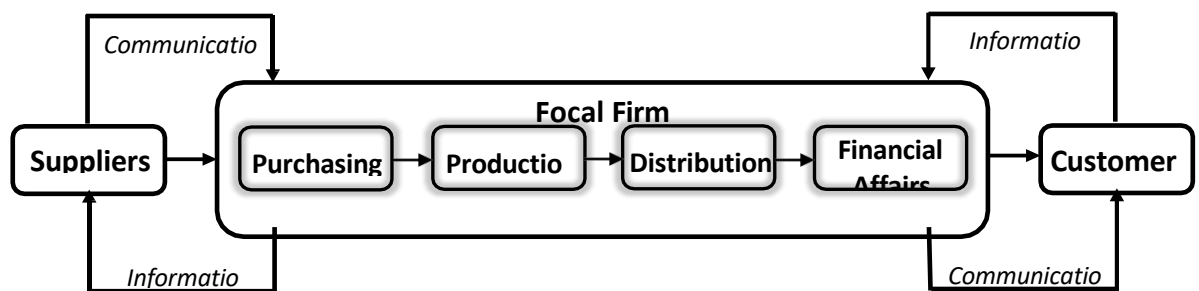 Communicatio
Informatio
Focal Firm
Suppliers
Purchasing
Productio
Distribution
Financial
Affairs
Customer
Informatio
Communicatio